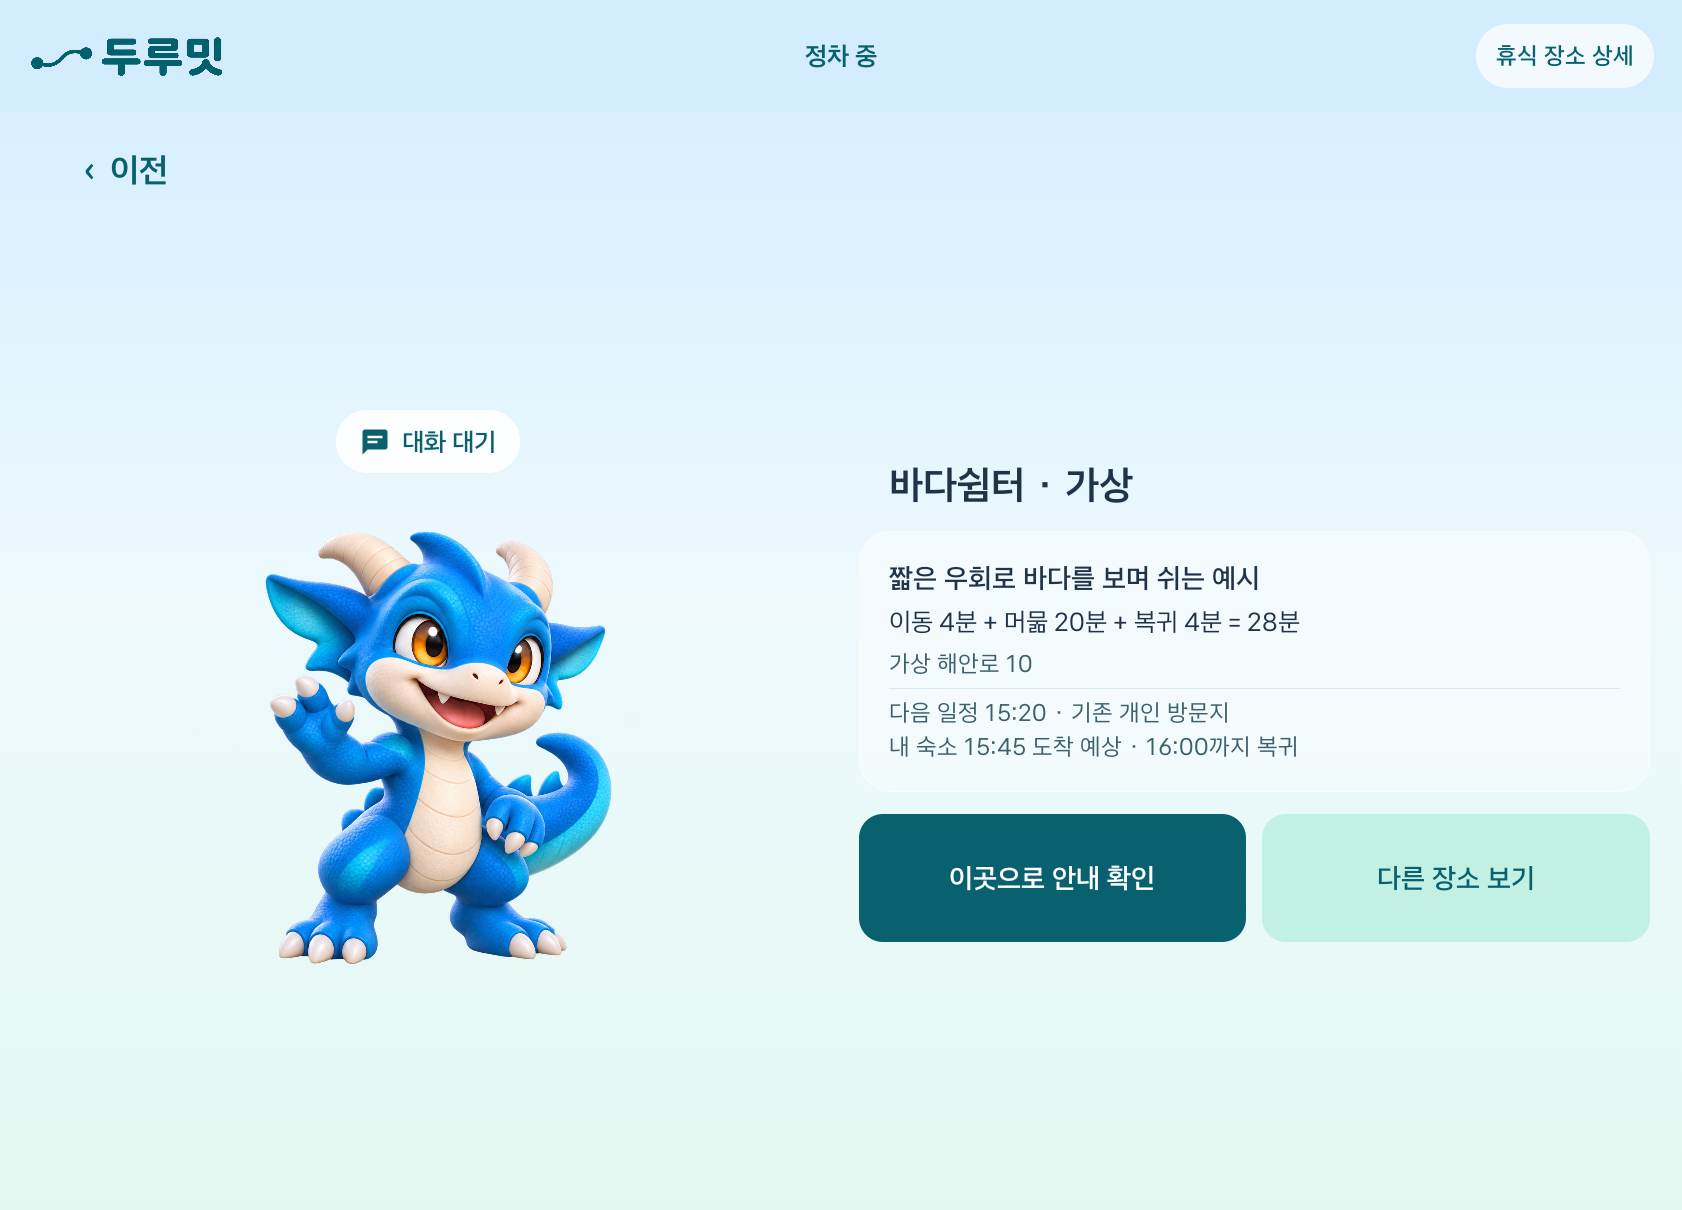 두루밋
정차 중
휴식 장소 상세
‹ 이전
대화 대기
바다쉼터 · 가상
짧은 우회로 바다를 보며 쉬는 예시
이동 4분 + 머묾 20분 + 복귀 4분 = 28분
가상 해안로 10
다음 일정 15:20 · 기존 개인 방문지
내 숙소 15:45 도착 예상 · 16:00까지 복귀
이곳으로 안내 확인
다른 장소 보기